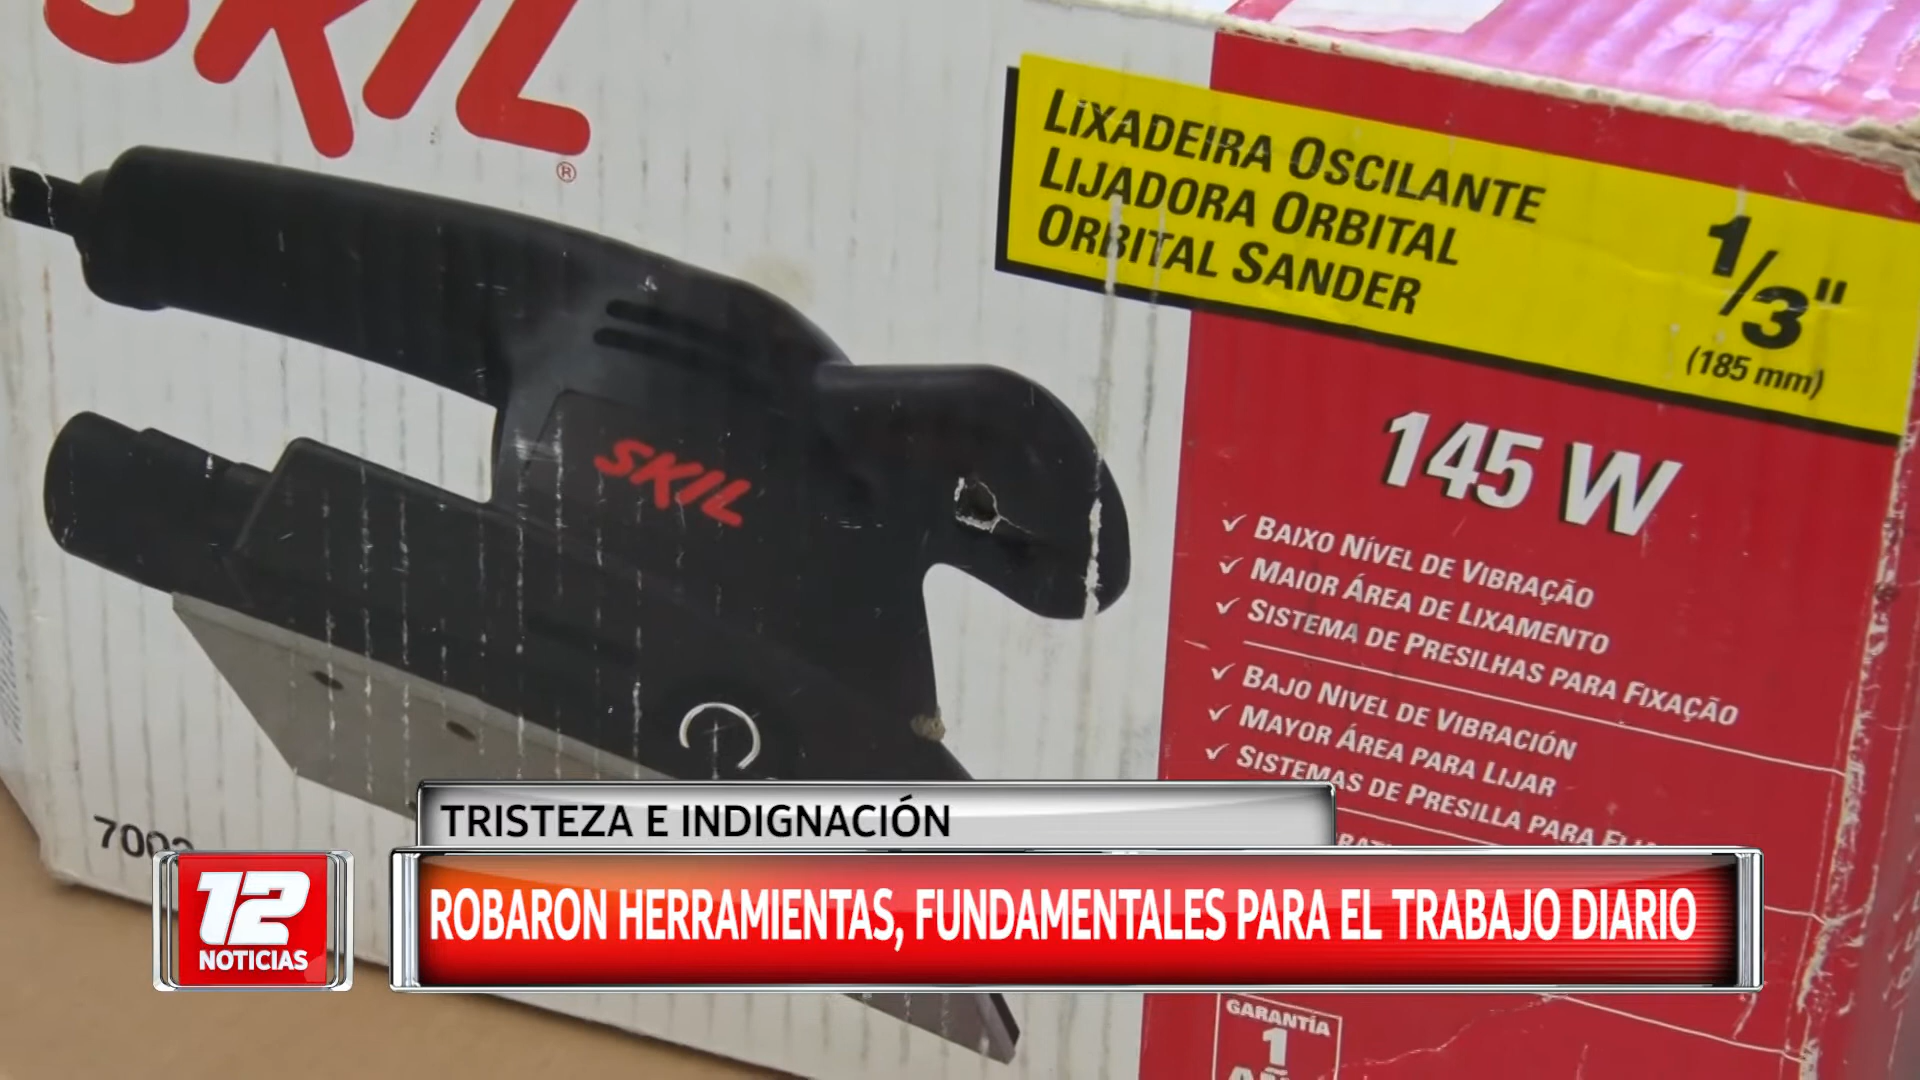 SKIL
®
LIXADEIRA OSCILANTE
LIJADORA ORBITAL
ORBITAL SANDER
1/3"
(185 mm)
SKIL
145 W
✓ BAIXO NÍVEL DE VIBRAÇÃO
✓ MAIOR ÁREA DE LIXAMENTO
✓ SISTEMA DE PRESILHAS PARA FIXAÇÃO
✓ BAJO NIVEL DE VIBRACIÓN
✓ MAYOR ÁREA PARA LIJAR
✓ SISTEMAS DE PRESILLA PARA
TRISTEZA E INDIGNACIÓN
12
NOTICIAS
ROBARON HERRAMIENTAS, FUNDAMENTALES PARA EL TRABAJO DIARIO
GARANTÍA
1